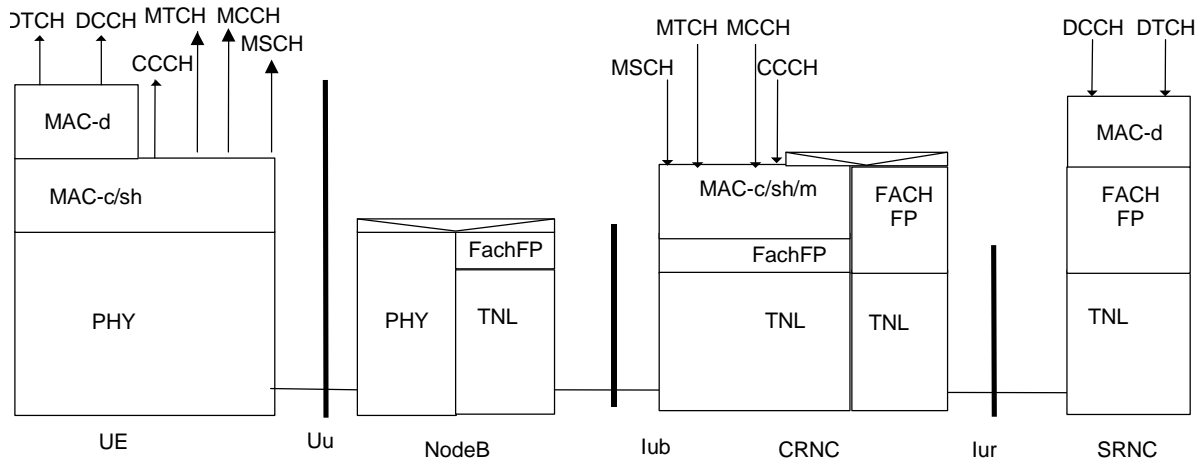 DTCH DCCH MTCH MCCH
MSCH
CCCH
MAC-d
MAC-c/sh
PHY
UE
Uu
FachFP
PHY TNL
NodeB
Iub
MTCH MCCH
MSCH CCCH
MAC-c/sh/m
FACH
FP
FachFP
TNL TNL
CRNC
Iur
DCCH DTCH
MAC-d
FACH
FP
TNL
SRNC